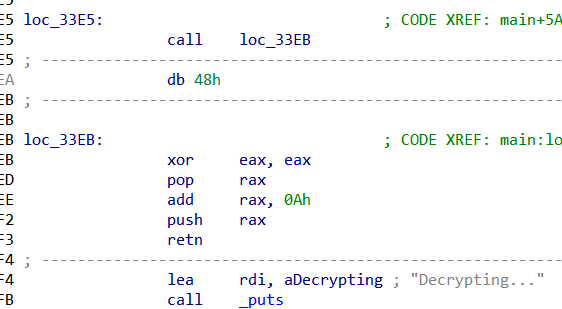 E5 loc_33E5: ; CODE XREF: main+5A
E5 call loc_33EB
E5 ; ---------------------------------------------------------------
EA db 48h
EB ; ---------------------------------------------------------------
EB
EB loc_33EB: ; CODE XREF: main:lo
EB xor eax, eax
ED pop rax
EE add rax, 0Ah
F2 push rax
F3 retn
F4 ; ---------------------------------------------------------------
F4 lea rdi, aDecrypting ; "Decrypting..."
FB call _puts